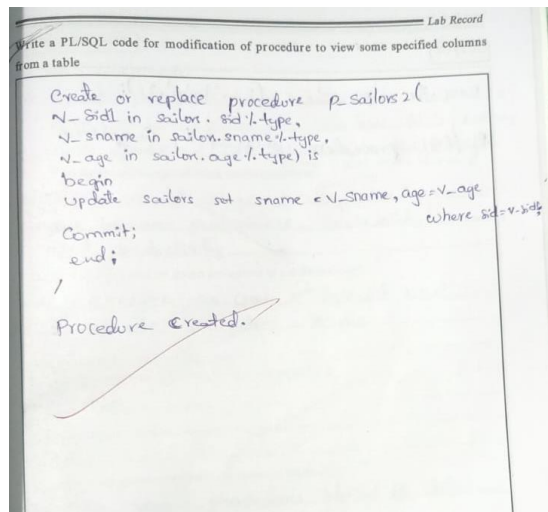 Lab Record
Write a PL/SQL code for modification of procedure to view some specified columns
from a table
Create or replace procedure p_sailors2(
v_sid1 in sailors.sid%type,
v_sname in sailors.sname%type,
v_age in sailors.age%type) is
begin
update sailors set sname = v_sname, age=v_age
where sid=v_sid1;
Commit;
end;
/
Procedure created.